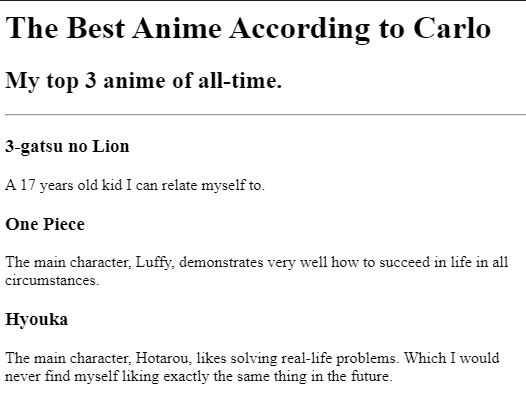 The Best Anime According to Carlo
My top 3 anime of all-time.
3-gatsu no Lion
A 17 years old kid I can relate myself to.
One Piece
The main character, Luffy, demonstrates very well how to succeed in life in all
circumstances.
Hyouka
The main character, Hotarou, likes solving real-life problems. Which I would
never find myself liking exactly the same thing in the future.